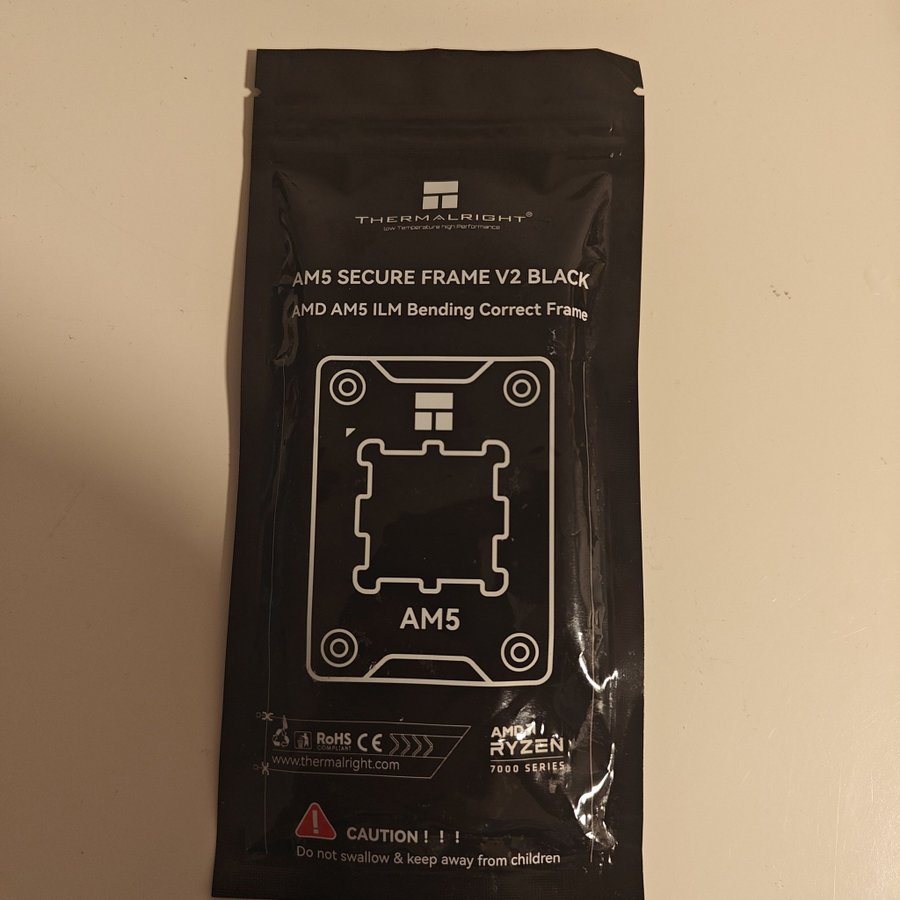 THERMALRIGHT®
Low Temperature high Performance
AM5 SECURE FRAME V2 BLACK
AMD AM5 ILM Bending Correct Frame
AM5
RoHS
COMPLIANT
CE
www.thermalright.com
AMD
RYZEN
7000 SERIES
CAUTION! ! !
Do not swallow & keep away from children